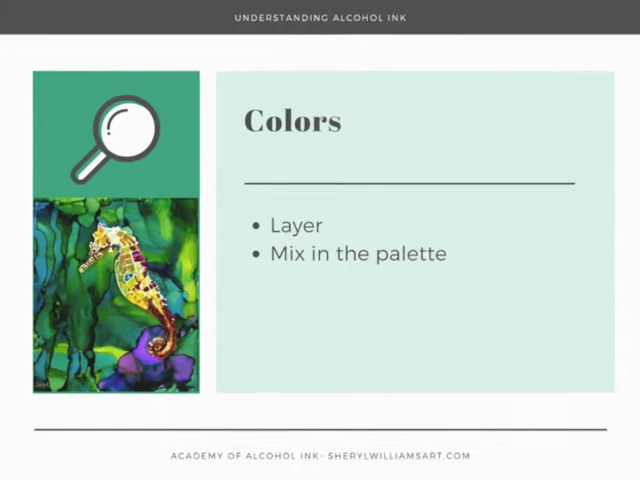 UNDERSTANDING ALCOHOL INK
Colors
• Layer
• Mix in the palette
ACADEMY OF ALCOHOL INK- SHERYLWILLIAMSART.COM